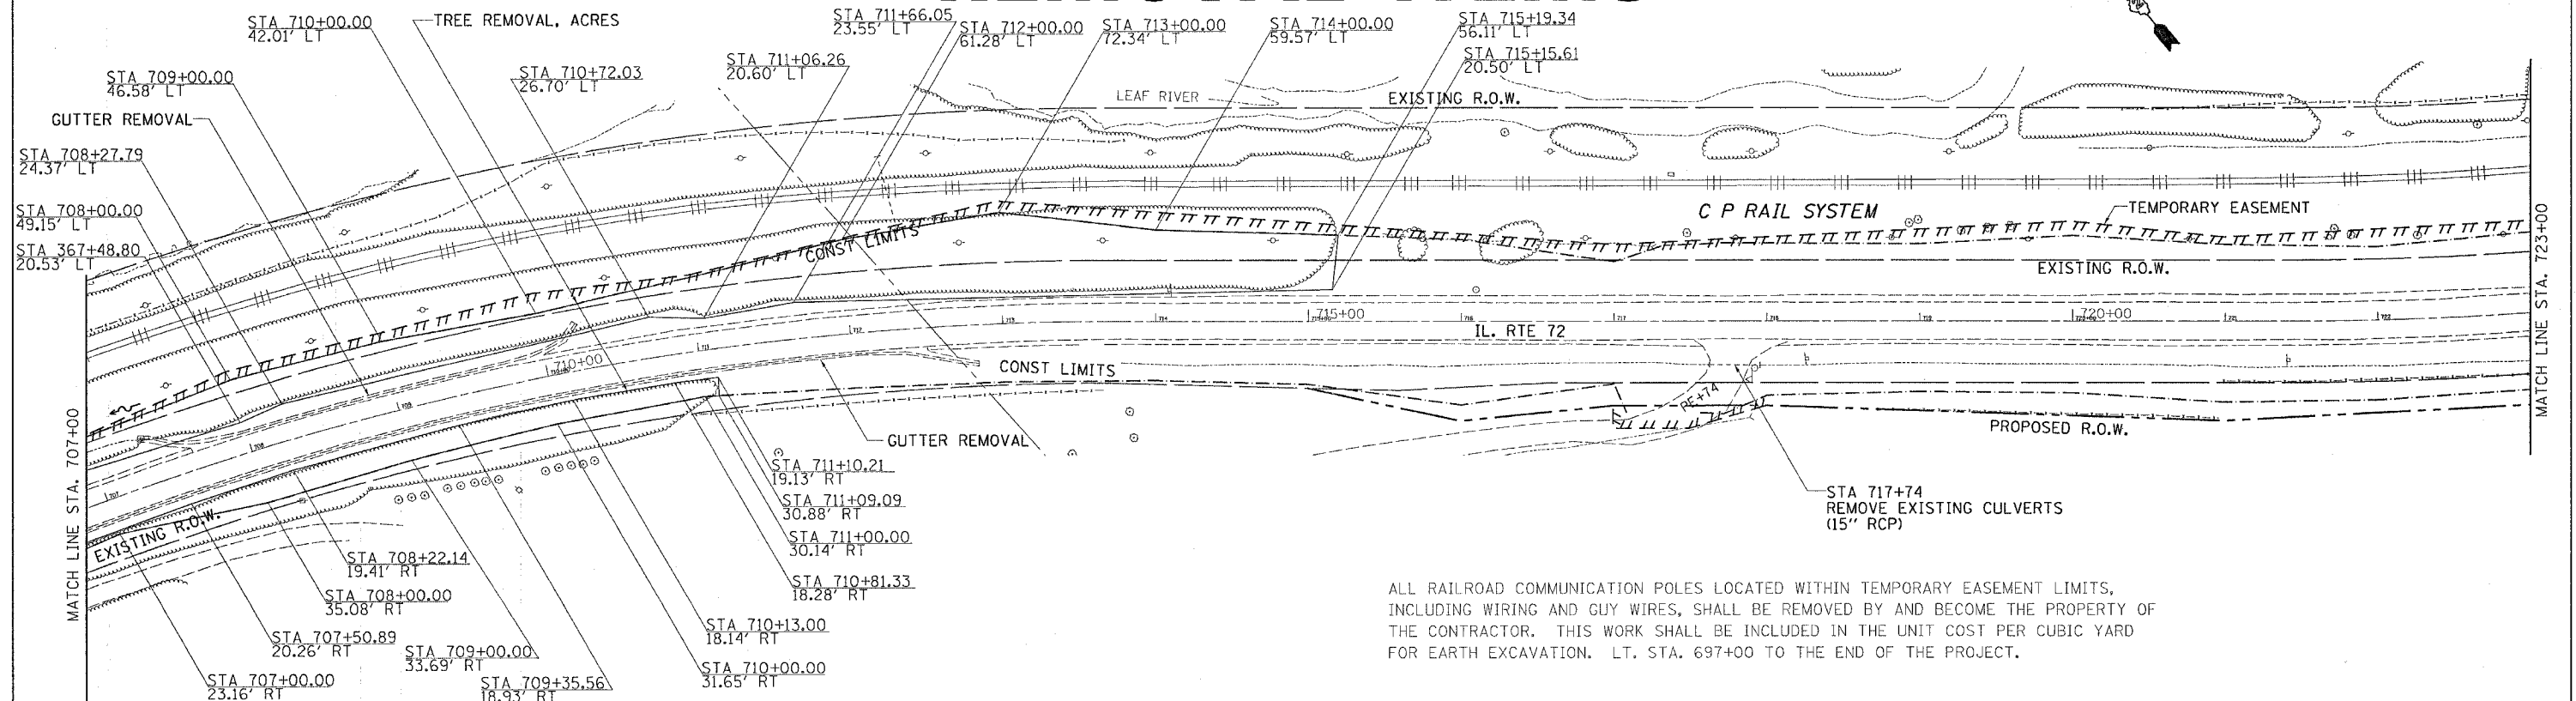 STA 710+00.00
42.01' LT
TREE REMOVAL, ACRES
STA 711+66.05
23.55' LT
STA 712+00.00
61.28' LT
STA 713+00.00
72.34' LT
STA 714+00.00
59.57' LT
STA 715+19.34
56.11' LT
STA 715+15.61
20.50' LT
STA 709+00.00
46.58' LT
STA 710+72.03
26.70' LT
STA 711+06.26
20.60' LT
GUTTER REMOVAL
LEAF RIVER
EXISTING R.O.W.
STA 708+27.79
24.37' LT
STA 708+00.00
49.15' LT
STA 367+48.80
20.53' LT
C P RAIL SYSTEM
TEMPORARY EASEMENT
CONST LIMITS
EXISTING R.O.W.
MATCH LINE STA. 723+00
715+00
720+00
IL. RTE 72
710+00
CONST LIMITS
PE+74
GUTTER REMOVAL
PROPOSED R.O.W.
MATCH LINE STA. 707+00
EXISTING R.O.W.
STA 711+10.21
19.13' RT
STA 711+09.09
30.88' RT
STA 711+00.00
30.14' RT
STA 710+81.33
18.28' RT
STA 717+74
REMOVE EXISTING CULVERTS
(15" RCP)
STA 708+22.14
19.41' RT
STA 708+00.00
35.08' RT
STA 707+50.89
20.26' RT
STA 707+00.00
23.16' RT
STA 709+00.00
33.69' RT
STA 709+35.56
18.93' RT
STA 710+13.00
18.14' RT
STA 710+00.00
31.65' RT
ALL RAILROAD COMMUNICATION POLES LOCATED WITHIN TEMPORARY EASEMENT LIMITS,
INCLUDING WIRING AND GUY WIRES, SHALL BE REMOVED BY AND BECOME THE PROPERTY OF
THE CONTRACTOR. THIS WORK SHALL BE INCLUDED IN THE UNIT COST PER CUBIC YARD
FOR EARTH EXCAVATION. LT. STA. 697+00 TO THE END OF THE PROJECT.